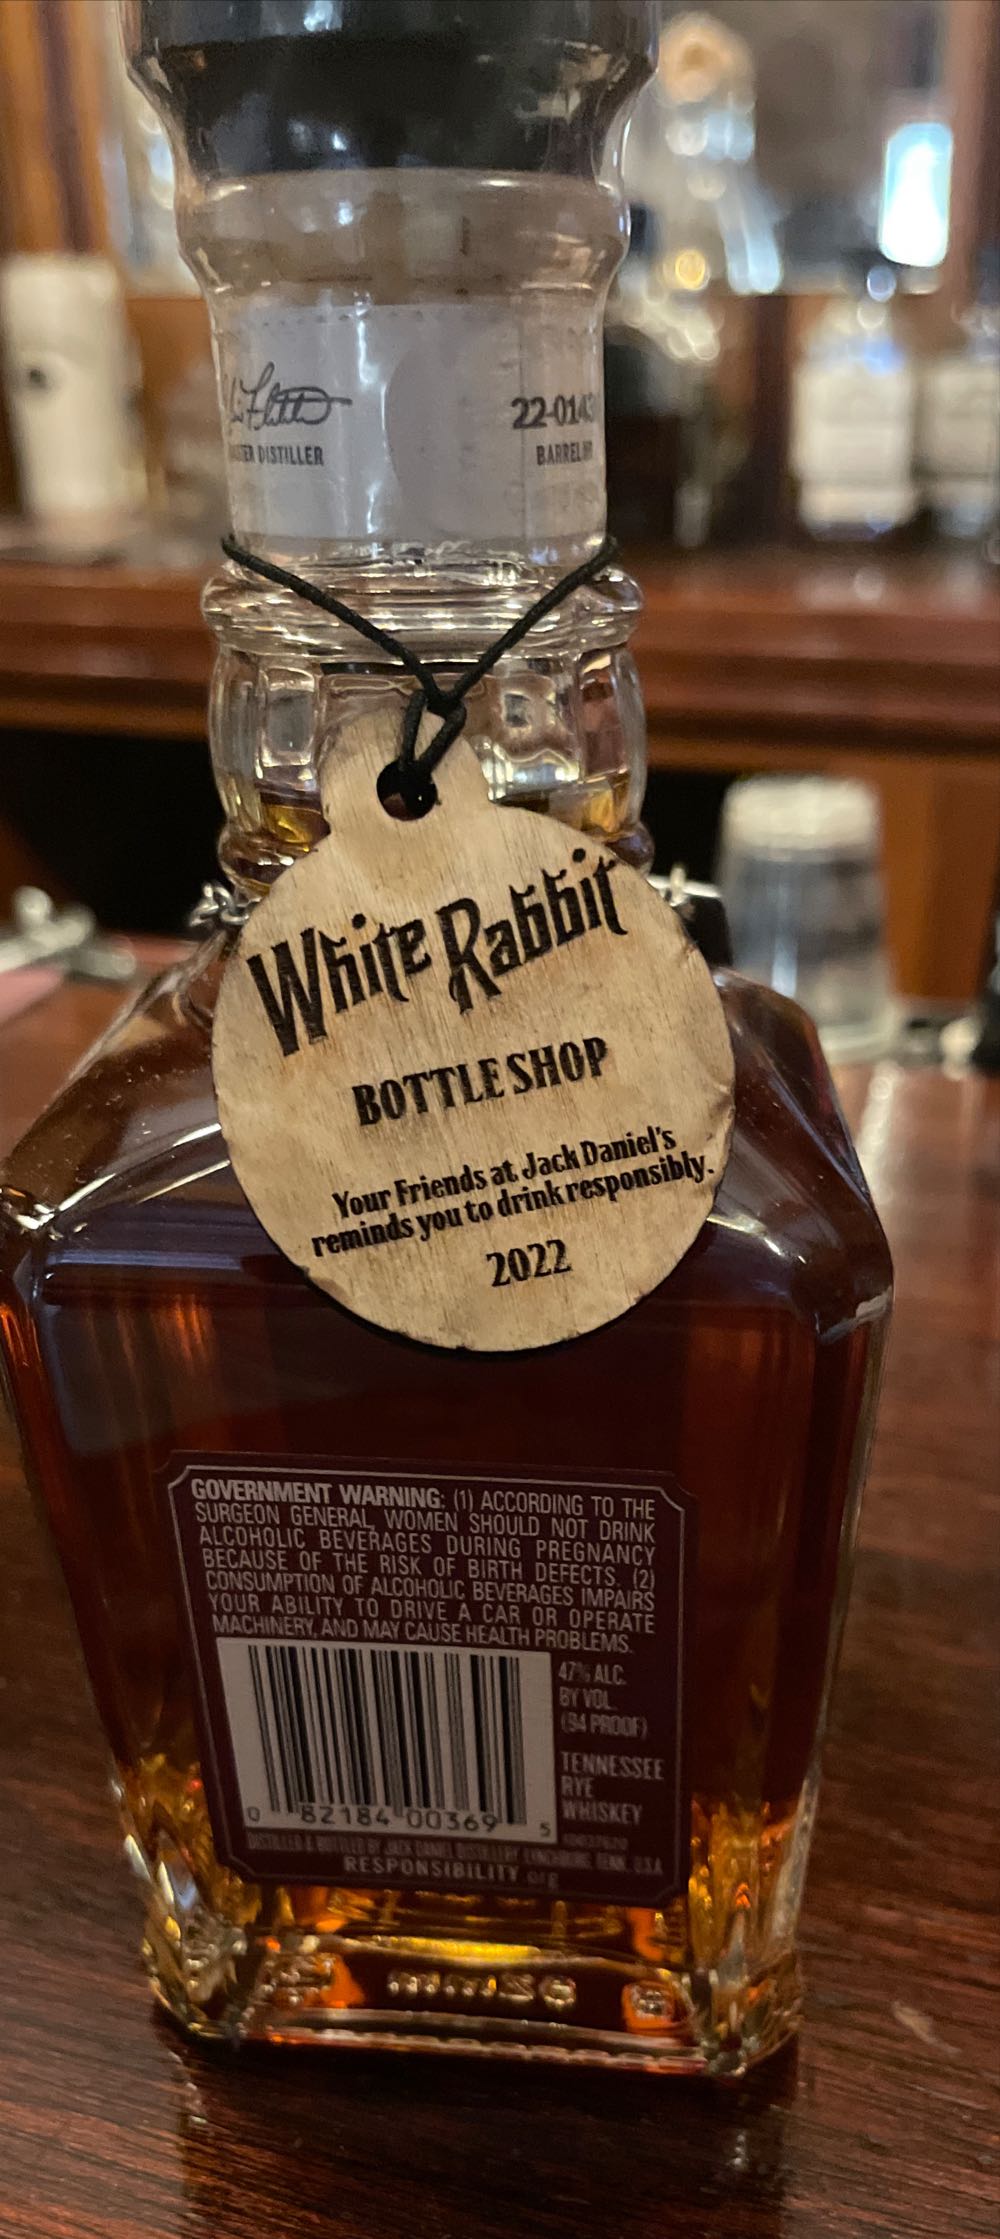 22-014
DISTILLER
BARREL
White Rabbit
BOTTLE SHOP
Your Friends at Jack Daniel's
reminds you to drink responsibly.
2022
GOVERNMENT WARNING: (1) ACCORDING TO THE
SURGEON GENERAL, WOMEN SHOULD NOT DRINK
ALCOHOLIC BEVERAGES DURING PREGNANCY
BECAUSE OF THE RISK OF BIRTH DEFECTS. (2)
CONSUMPTION OF ALCOHOLIC BEVERAGES IMPAIRS
YOUR ABILITY TO DRIVE A CAR OR OPERATE
MACHINERY, AND MAY CAUSE HEALTH PROBLEMS.
47% ALC.
BY VOL.
(94 PROOF)
TENNESSEE
RYE
WHISKEY
0 82184 00369 5
DISTILLED & BOTTLED BY JACK DANIEL DISTILLERY, LYNCHBURG, TENN. U.S.A
RESPONSIBILITY.org